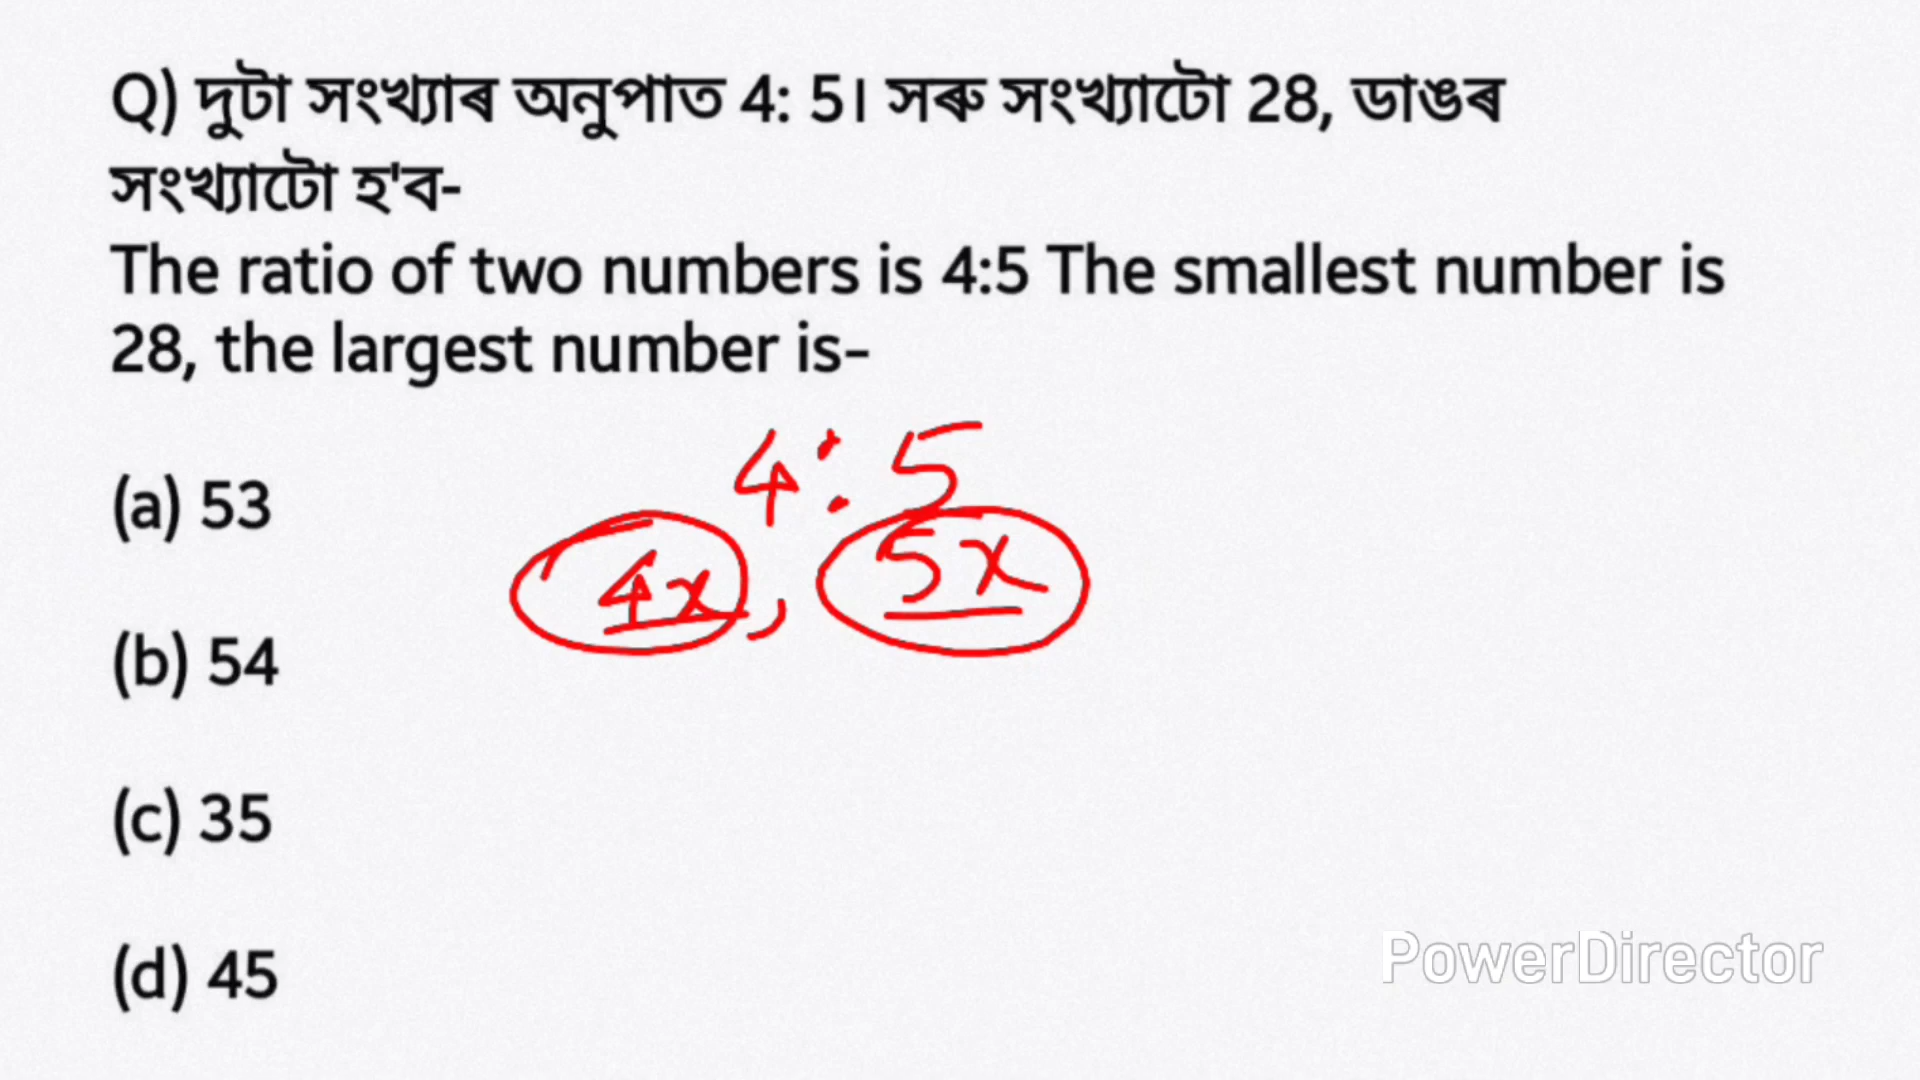 Q) দুটা সংখ্যাৰ অনুপাত 4: 5। সৰু সংখ্যাটো 28, ডাঙৰ
সংখ্যাটো হ'ব-
The ratio of two numbers is 4:5 The smallest number is
28, the largest number is-
4:5
4x, 5x
(a) 53
(b) 54
(c) 35
(d) 45
PowerDirector